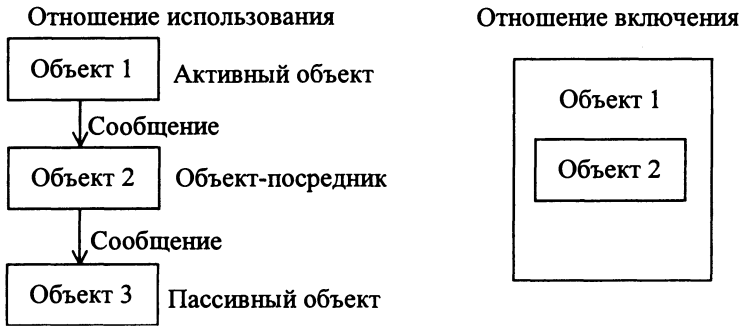 Отношение использования
Объект 1
Активный объект
Сообщение
Объект 2
Объект-посредник
Сообщение
Объект 3
Пассивный объект
Отношение включения
Объект 1
Объект 2